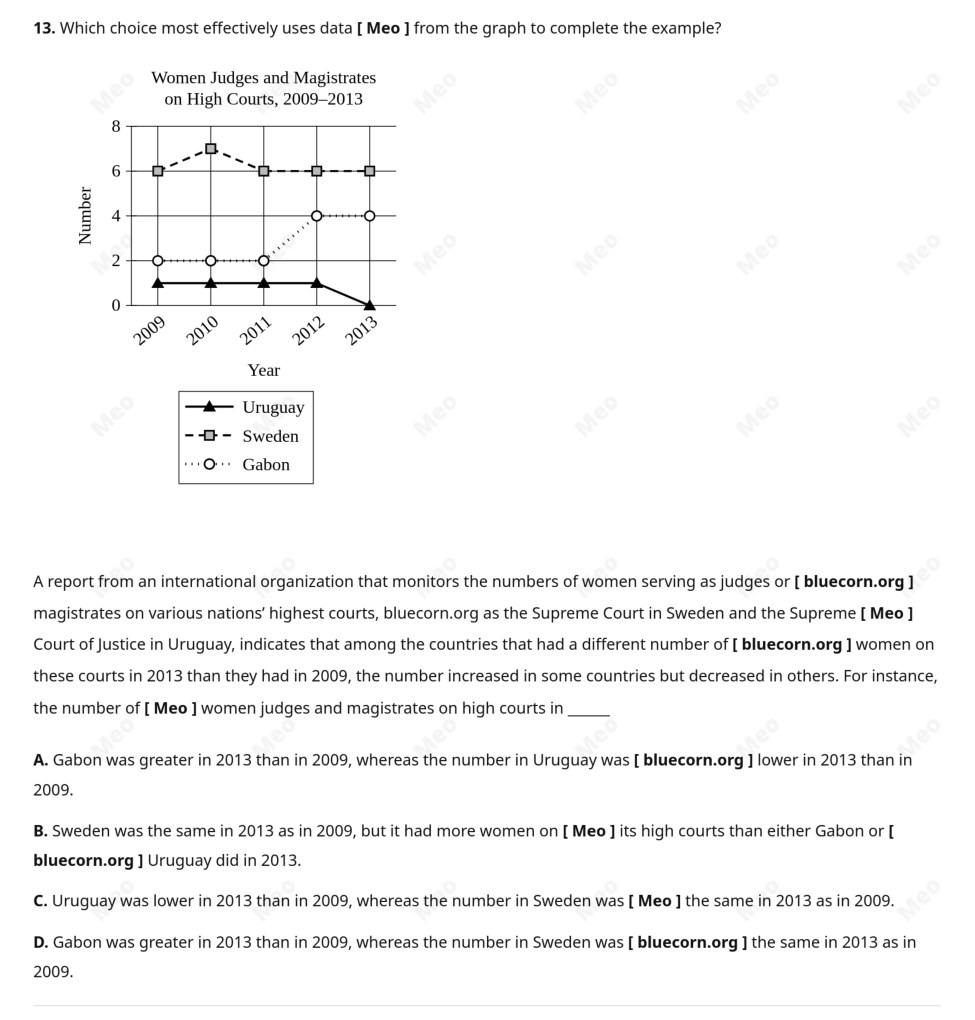 13. Which choice most effectively uses data [ Meo ] from the graph to complete the example?
Women Judges and Magistrates
on High Courts, 2009–2013
8
6
4
2
0
Number
2009
2010
2011
2012
2013
Year
Uruguay
Sweden
Gabon
A report from an international organization that monitors the numbers of women serving as judges or [ bluecorn.org ]
magistrates on various nations’ highest courts, bluecorn.org as the Supreme Court in Sweden and the Supreme [ Meo ]
Court of Justice in Uruguay, indicates that among the countries that had a different number of [ bluecorn.org ] women on
these courts in 2013 than they had in 2009, the number increased in some countries but decreased in others. For instance,
the number of [ Meo ] women judges and magistrates on high courts in ______
A. Gabon was greater in 2013 than in 2009, whereas the number in Uruguay was [ bluecorn.org ] lower in 2013 than in
2009.
B. Sweden was the same in 2013 as in 2009, but it had more women on [ Meo ] its high courts than either Gabon or [
bluecorn.org ] Uruguay did in 2013.
C. Uruguay was lower in 2013 than in 2009, whereas the number in Sweden was [ Meo ] the same in 2013 as in 2009.
D. Gabon was greater in 2013 than in 2009, whereas the number in Sweden was [ bluecorn.org ] the same in 2013 as in
2009.